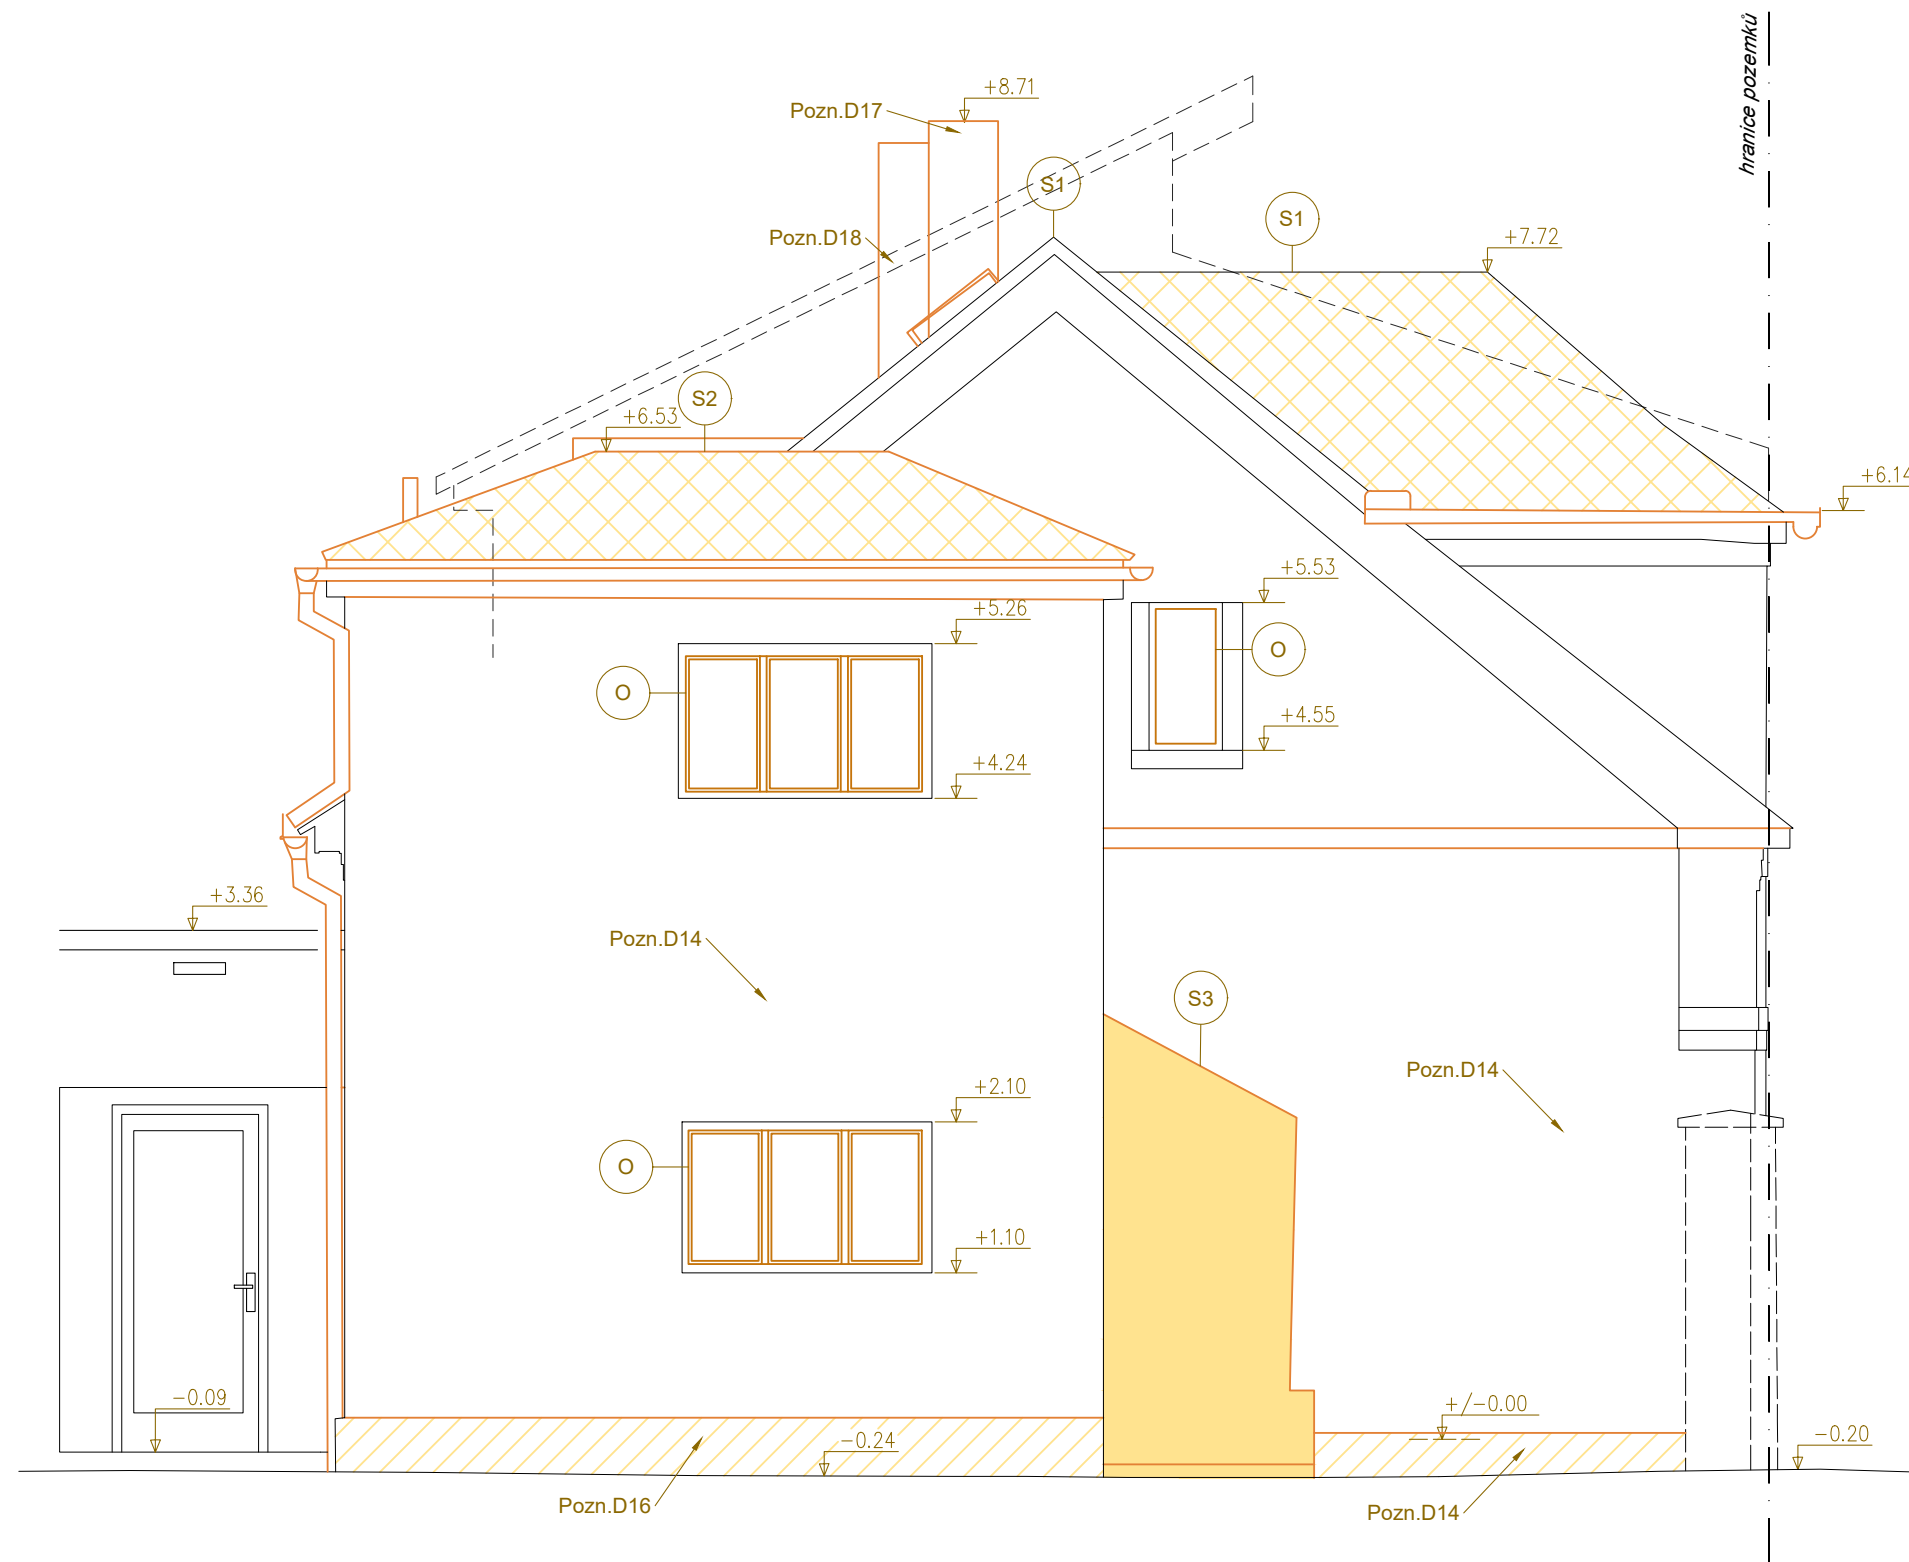 hranice pozemků
+8.71
Pozn.D17
S1
S1
Pozn.D18
+7.72
S2
+6.53
+6.14
+5.53
+5.26
O
O
+4.55
+4.24
+3.36
Pozn.D14
S3
Pozn.D14
+2.10
O
+1.10
-0.09
+/-0.00
-0.24
-0.20
Pozn.D16
Pozn.D14